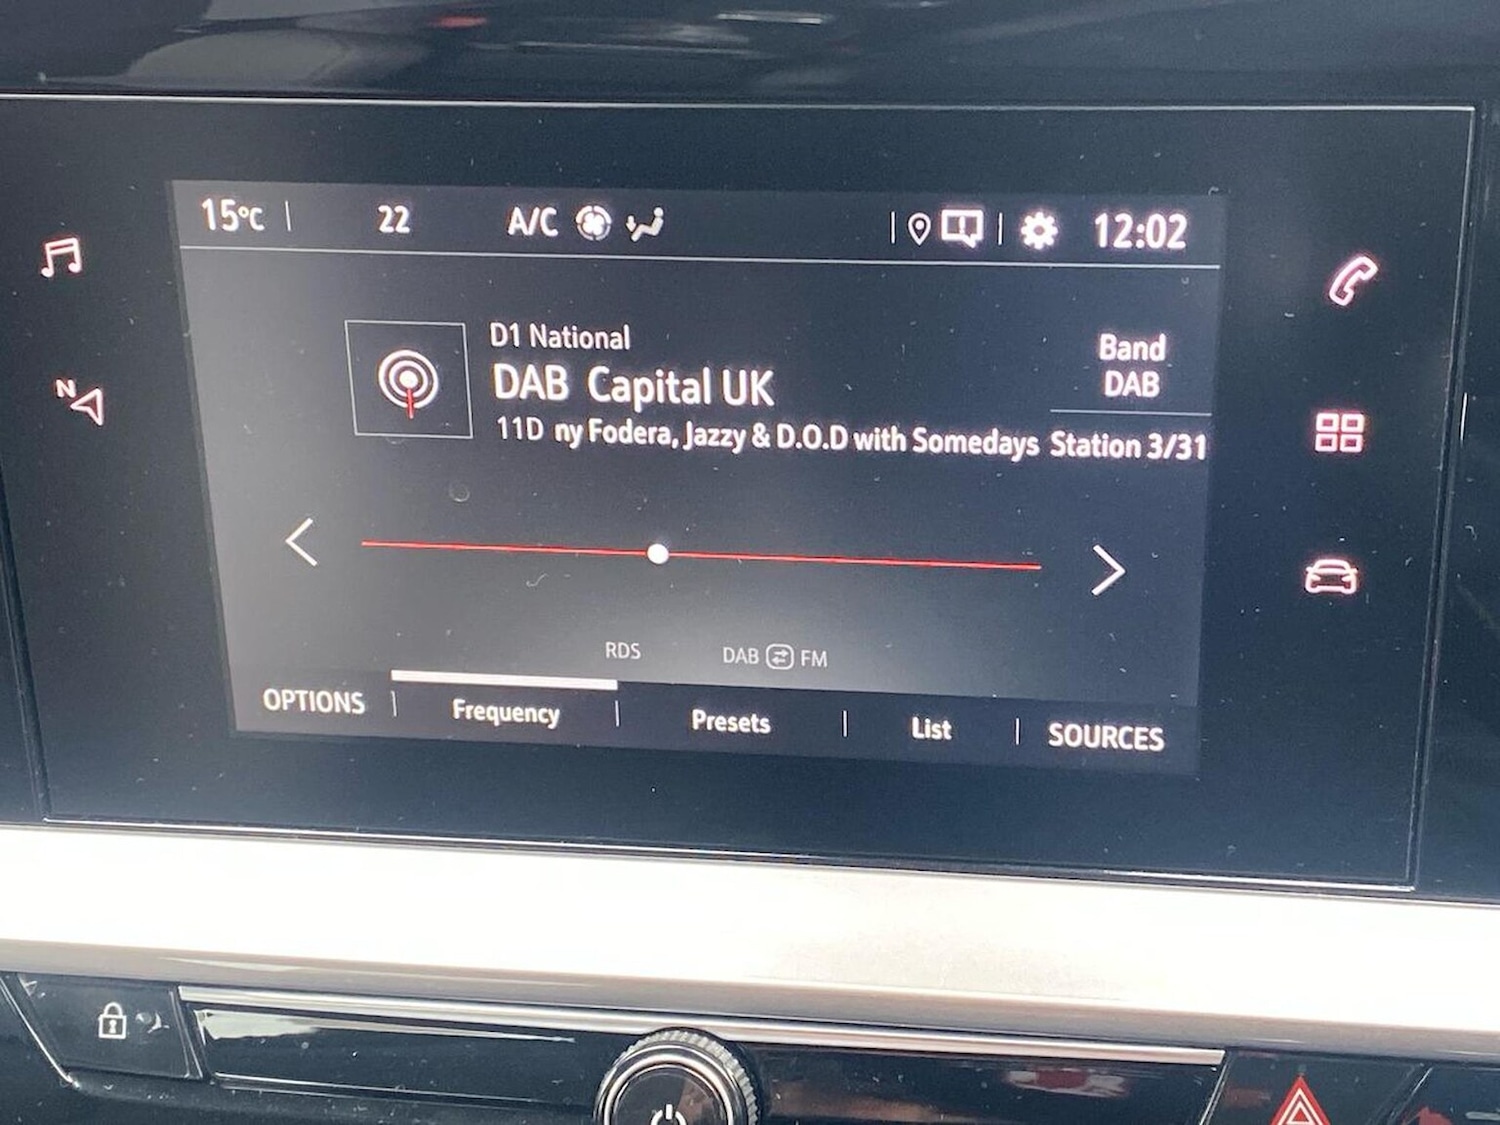 15°C 22 A/C 12:02
D1 National
DAB Capital UK
11D ny Fodera, Jazzy & D.O.D with Somedays
Band
DAB
Station 3/31
N
RDS DAB FM
OPTIONS Frequency Presets List SOURCES